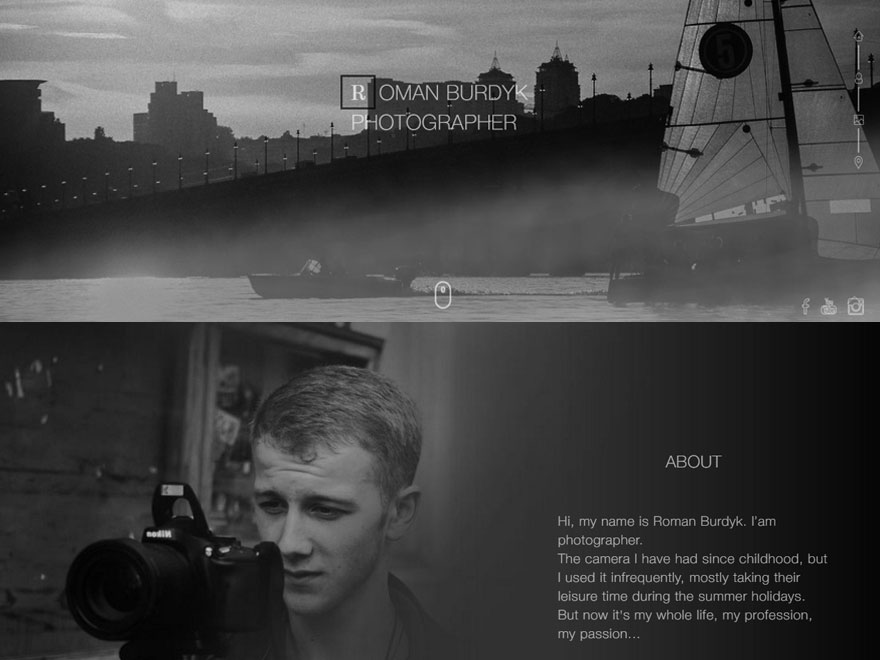 5
ROMAN BURDYK
PHOTOGRAPHER
ABOUT
Hi, my name is Roman Burdyk. I'am
photographer.
The camera I have had since childhood, but
I used it infrequently, mostly taking their
leisure time during the summer holidays.
But now it's my whole life, my profession,
my passion...